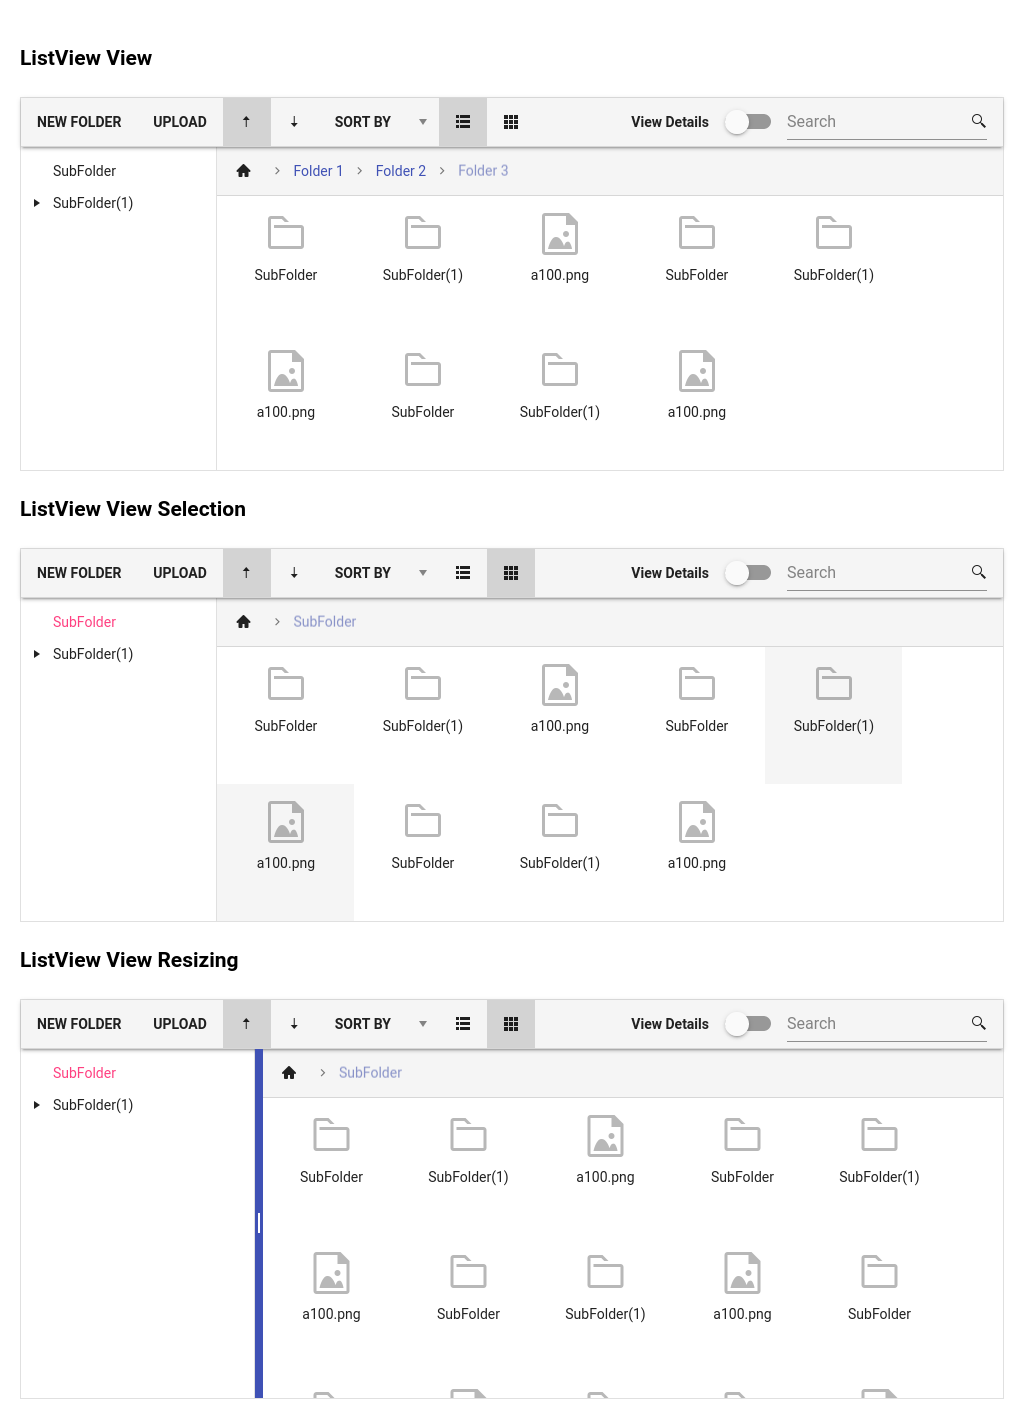 ListView View
NEW FOLDER UPLOAD SORT BY View Details Search
SubFolder
SubFolder(1)
Folder 1 Folder 2 Folder 3
SubFolder SubFolder(1) a100.png SubFolder SubFolder(1)
a100.png SubFolder SubFolder(1) a100.png
ListView View Selection
NEW FOLDER UPLOAD SORT BY View Details Search
SubFolder
SubFolder(1)
SubFolder
SubFolder SubFolder(1) a100.png SubFolder SubFolder(1)
a100.png SubFolder SubFolder(1) a100.png
ListView View Resizing
NEW FOLDER UPLOAD SORT BY View Details Search
SubFolder
SubFolder(1)
SubFolder
SubFolder SubFolder(1) a100.png SubFolder SubFolder(1)
a100.png SubFolder SubFolder(1) a100.png SubFolder